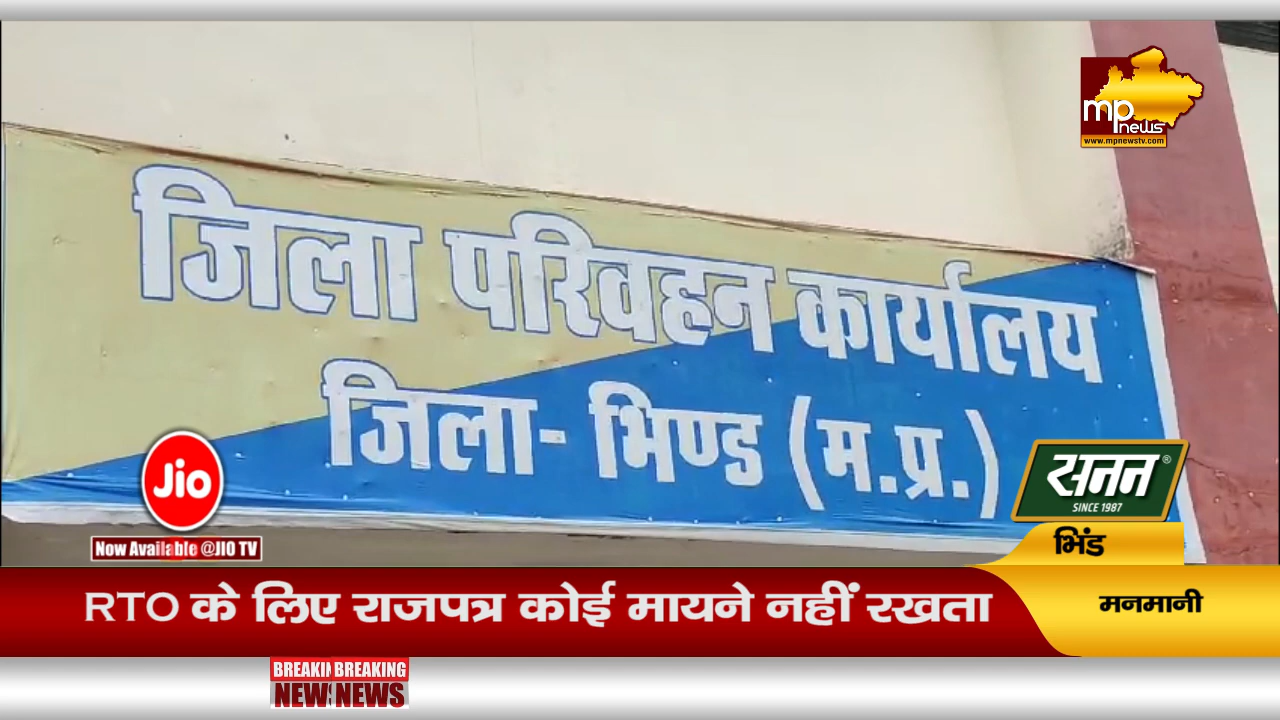 mp
news
www.mpnewstv.com
जिला परिवहन कार्यालय
जिला- भिण्ड (म.प्र.)
Jio
Now Available @JIO TV
सनन®
SINCE 1987
भिंड
RTO के लिए राजपत्र कोई मायने नहीं रखता
मनमानी
BREAKIN BREAKING
NEWS NEWS